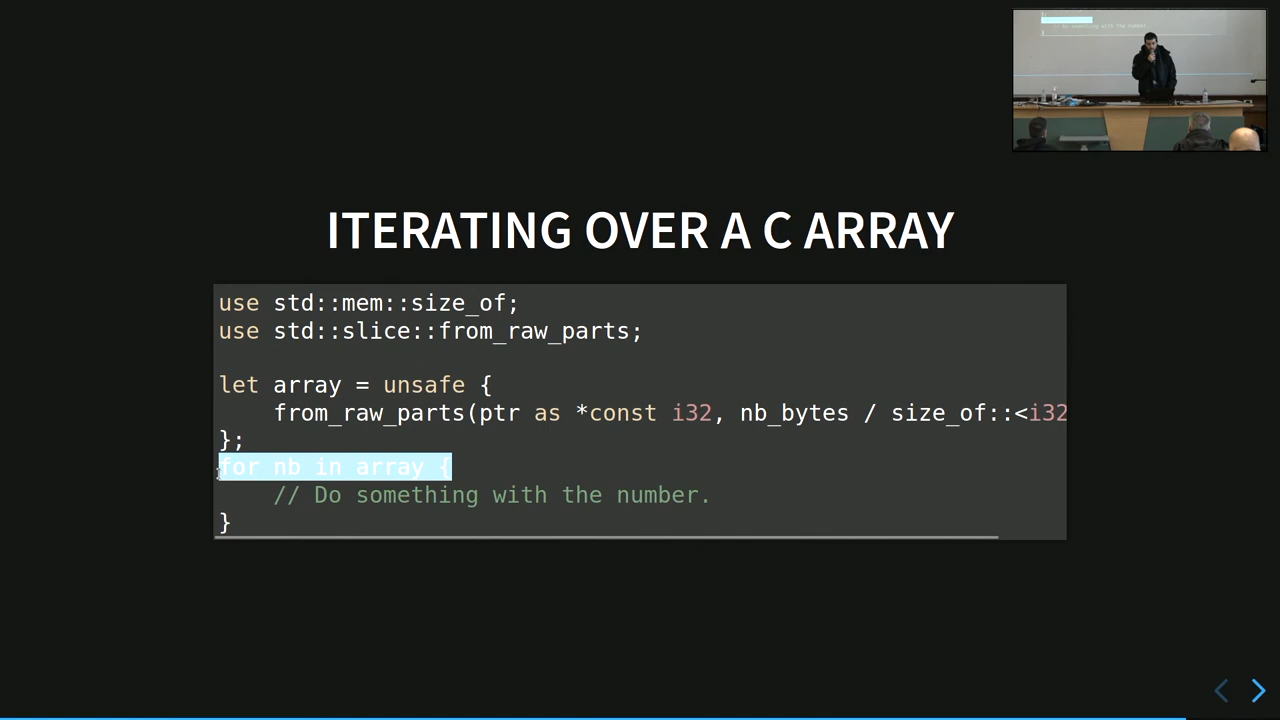 ITERATING OVER A C ARRAY
use std::mem::size_of;
use std::slice::from_raw_parts;
let array = unsafe {
from_raw_parts(ptr as *const i32, nb_bytes / size_of::<i32
};
for nb in array {
// Do something with the number.
}